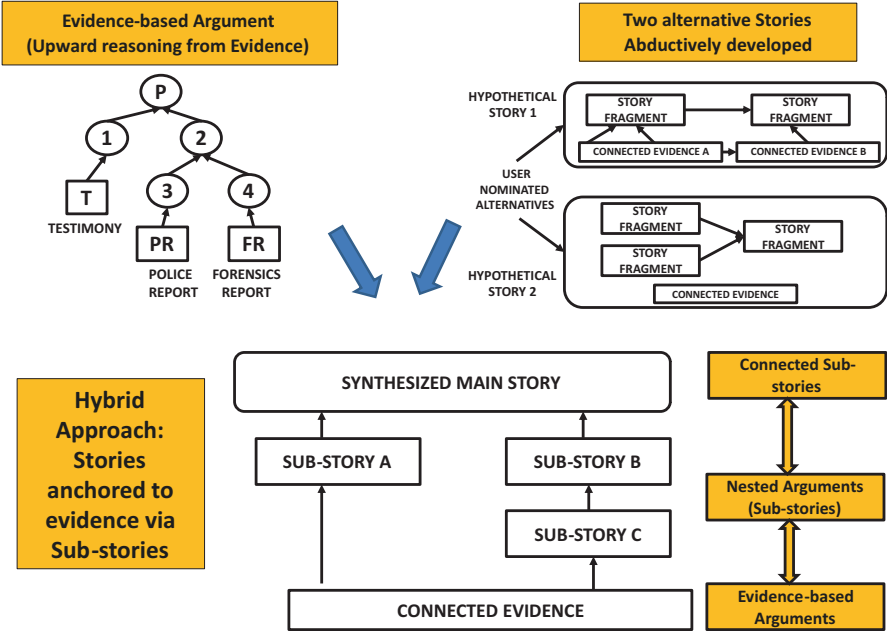 Evidence-based Argument
(Upward reasoning from Evidence)
P
1
2
T
3
4
TESTIMONY
PR
FR
POLICE
REPORT
FORENSICS
REPORT
Two alternative Stories
Abductively developed
HYPOTHETICAL
STORY 1
STORY
FRAGMENT
STORY
FRAGMENT
CONNECTED EVIDENCE A
CONNECTED EVIDENCE B
USER
NOMINATED
ALTERNATIVES
STORY
FRAGMENT
STORY
FRAGMENT
STORY
FRAGMENT
HYPOTHETICAL
STORY 2
CONNECTED EVIDENCE
Hybrid
Approach:
Stories
anchored to
evidence via
Sub-stories
SYNTHESIZED MAIN STORY
SUB-STORY A
SUB-STORY B
SUB-STORY C
CONNECTED EVIDENCE
Connected Sub-
stories
Nested Arguments
(Sub-stories)
Evidence-based
Arguments